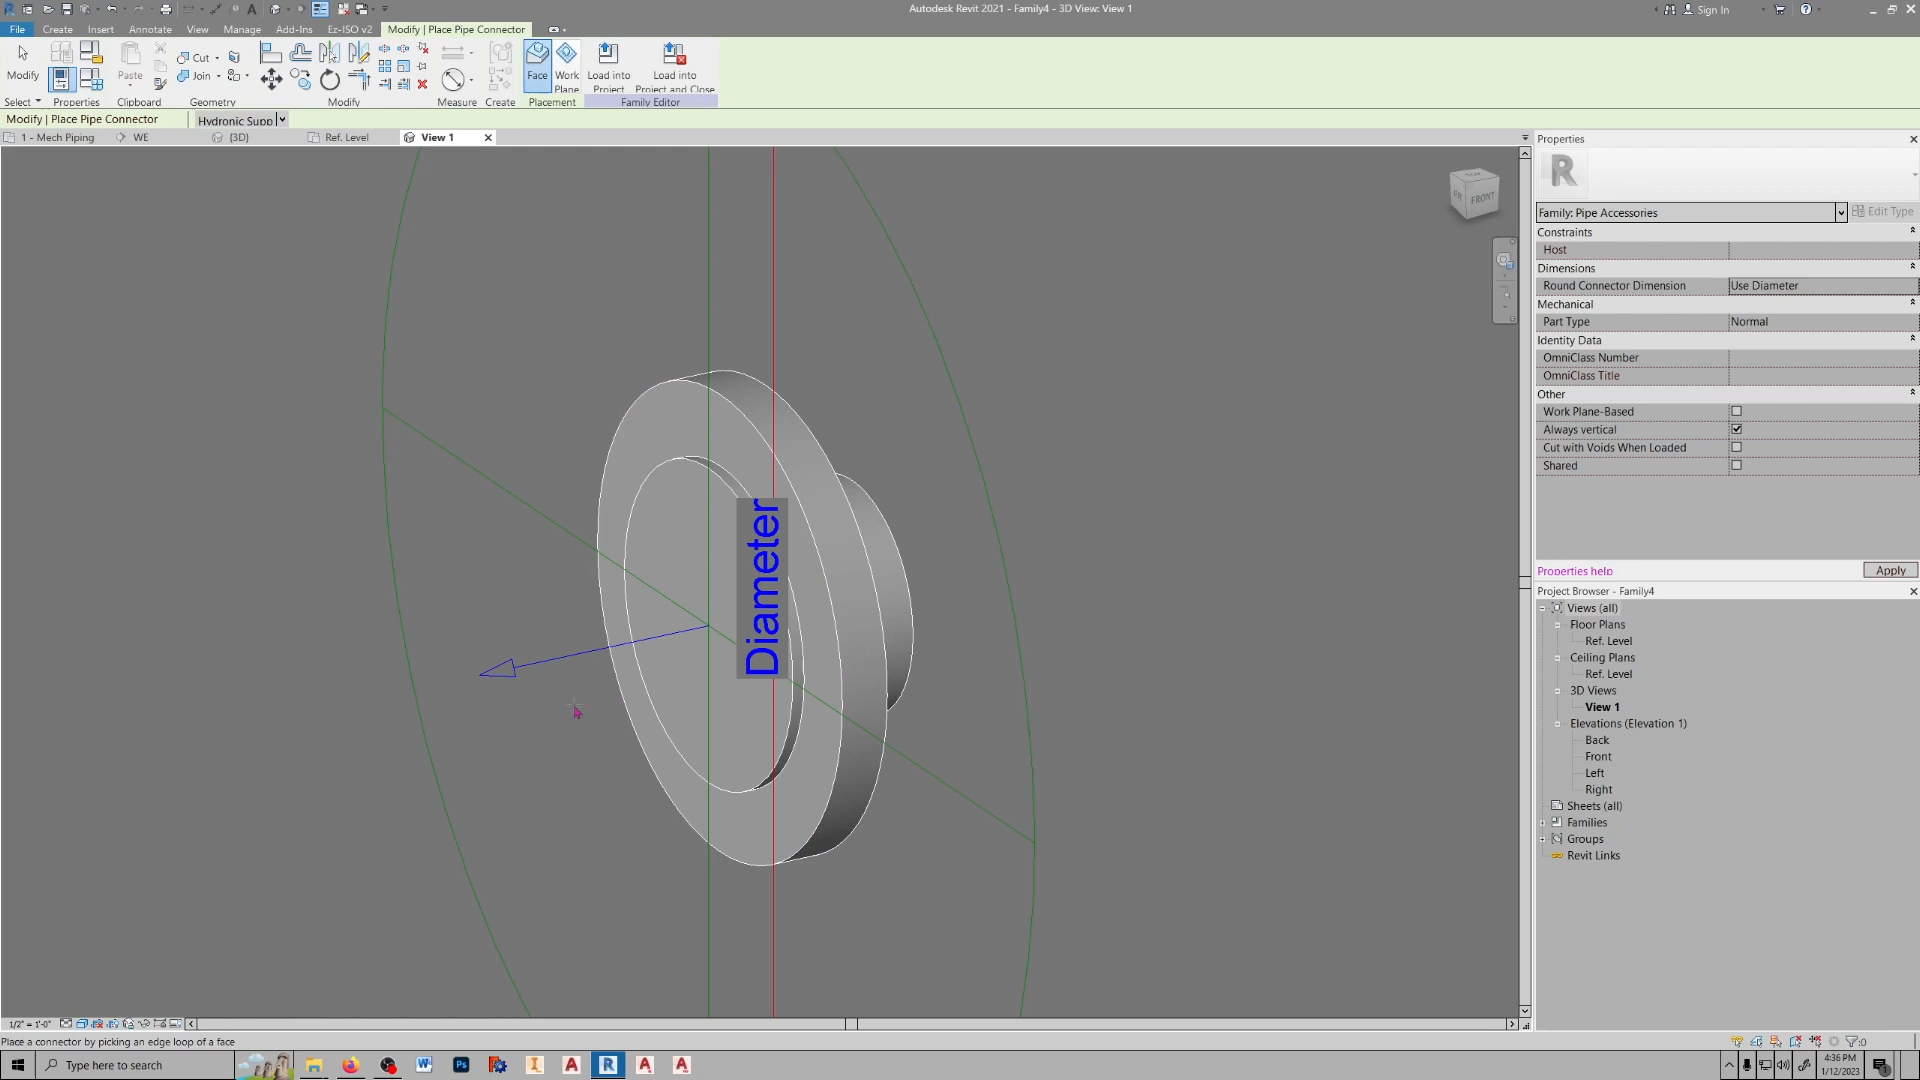 Autodesk Revit 2021 - Family4 - 3D View: View 1
Sign In
File Create Insert Annotate View Manage Add-Ins Ez-ISO v2 Modify | Place Pipe Connector
Modify
Paste
Cut
Join
Face
Work
Plane
Load into
Project
Load into
Project and Close
Select Properties Clipboard Geometry Modify Measure Create Placement Family Editor
Modify | Place Pipe Connector
Hydronic Supp
1 - Mech Piping WE {3D} Ref. Level View 1
FRONT
Diameter
Properties
R
Family: Pipe Accessories
Edit Type
Constraints
Host
Dimensions
Round Connector Dimension Use Diameter
Mechanical
Part Type Normal
Identity Data
OmniClass Number
OmniClass Title
Other
Work Plane-Based
Always vertical
Cut with Voids When Loaded
Shared
Properties help
Apply
Project Browser - Family4
Views (all)
Floor Plans
Ref. Level
Ceiling Plans
Ref. Level
3D Views
View 1
Elevations (Elevation 1)
Back
Front
Left
Right
Sheets (all)
Families
Groups
Revit Links
1/2" = 1'-0"
Place a connector by picking an edge loop of a face
:0
Type here to search
4:36 PM
1/12/2023